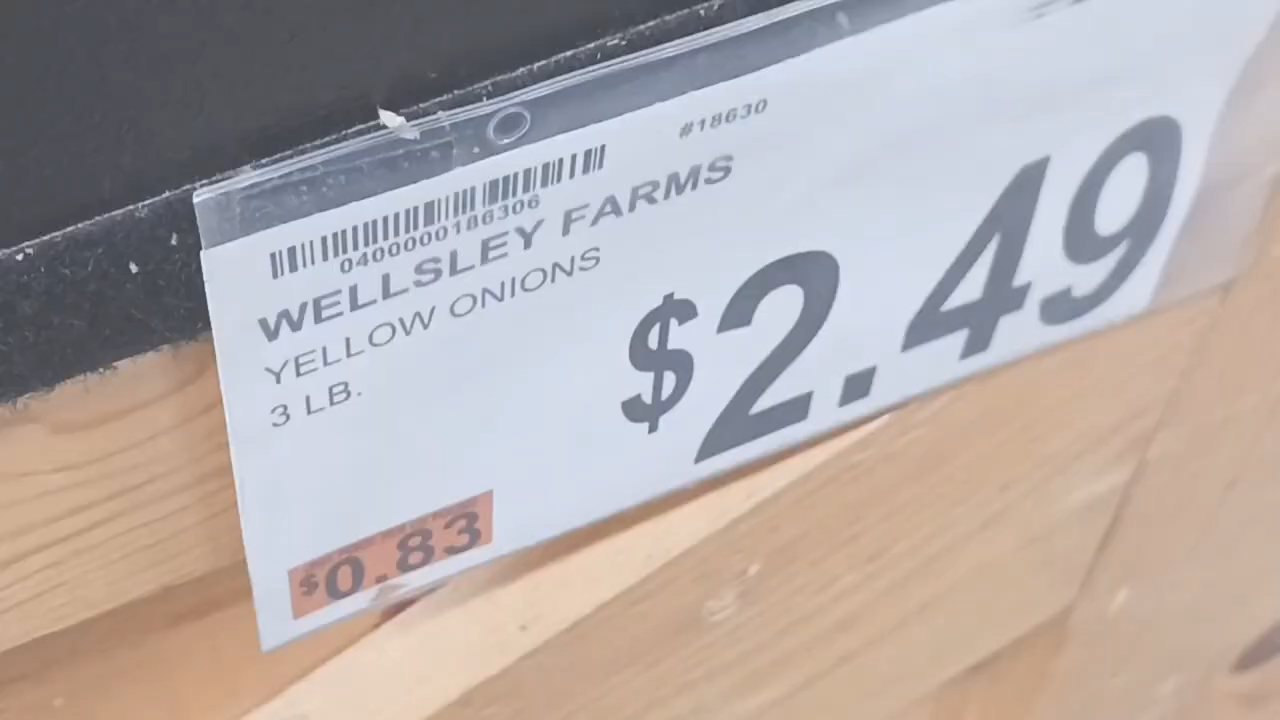 #18630
0400000186306
WELLSLEY FARMS
YELLOW ONIONS
3 LB.
$2.49
$0.83